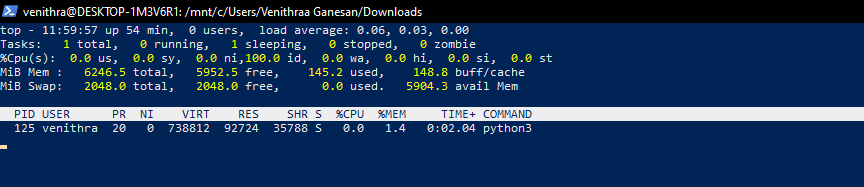 venithra@DESKTOP-1M3V6R1: /mnt/c/Users/Venithraa Ganesan/Downloads
top - 11:59:57 up 54 min,  0 users,  load average: 0.06, 0.03, 0.00
Tasks:   1 total,   0 running,   1 sleeping,   0 stopped,   0 zombie
%Cpu(s):  0.0 us,  0.0 sy,  0.0 ni,100.0 id,  0.0 wa,  0.0 hi,  0.0 si,  0.0 st
MiB Mem :   6246.5 total,   5952.5 free,    145.2 used,    148.8 buff/cache
MiB Swap:   2048.0 total,   2048.0 free,      0.0 used.   5904.3 avail Mem
PID USER      PR  NI    VIRT    RES    SHR S  %CPU  %MEM     TIME+ COMMAND
125 venithra  20   0  738812  92724  35788 S   0.0   1.4   0:02.04 python3